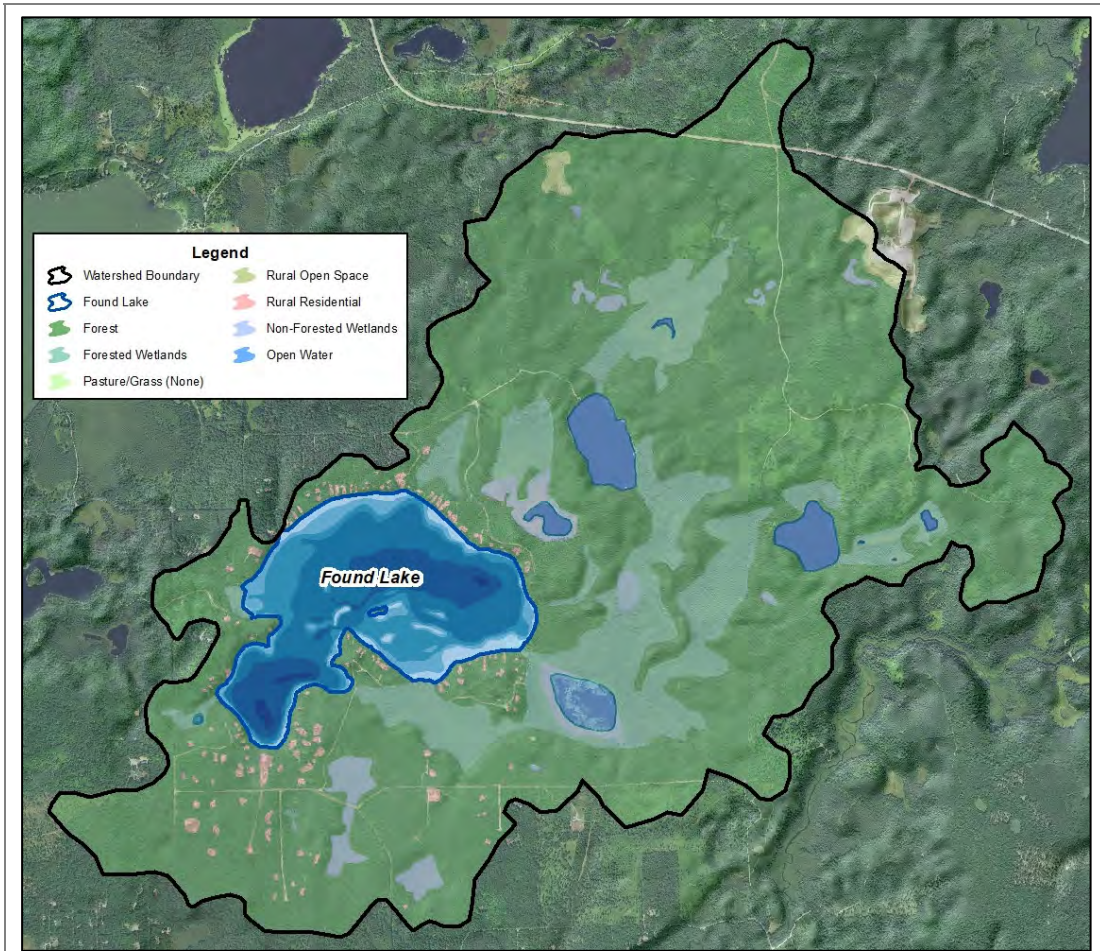 Legend
Watershed Boundary
Found Lake
Forest
Forested Wetlands
Pasture/Grass (None)
Rural Open Space
Rural Residential
Non-Forested Wetlands
Open Water
Found Lake